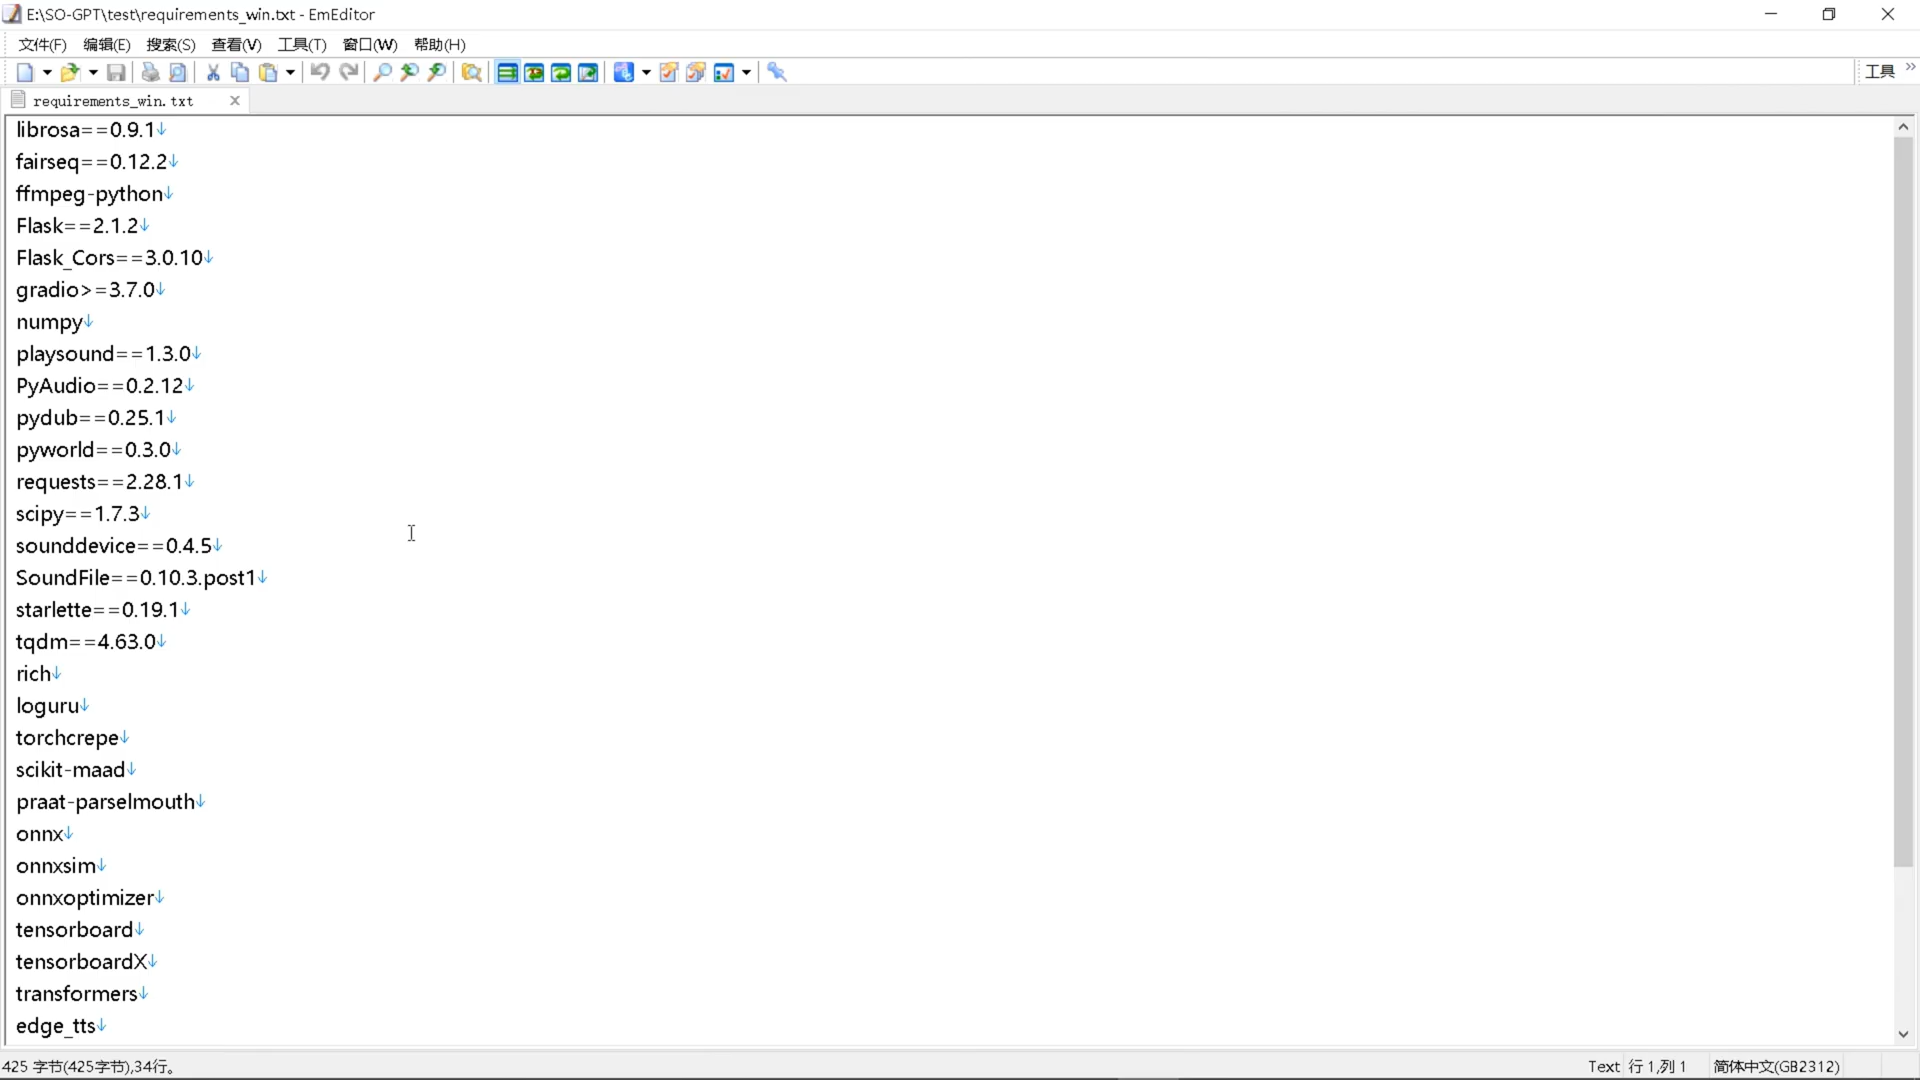 E:\SO-GPT\test\requirements_win.txt - EmEditor
文件(F) 编辑(E) 搜索(S) 查看(V) 工具(T) 窗口(W) 帮助(H)
工具
requirements_win.txt
librosa==0.9.1↓
fairseq==0.12.2↓
ffmpeg-python↓
Flask==2.1.2↓
Flask_Cors==3.0.10↓
gradio>=3.7.0↓
numpy↓
playsound==1.3.0↓
PyAudio==0.2.12↓
pydub==0.25.1↓
pyworld==0.3.0↓
requests==2.28.1↓
scipy==1.7.3↓
sounddevice==0.4.5↓
SoundFile==0.10.3.post1↓
starlette==0.19.1↓
tqdm==4.63.0↓
rich↓
loguru↓
torchcrepe↓
scikit-maad↓
praat-parselmouth↓
onnx↓
onnxsim↓
onnxoptimizer↓
tensorboard↓
tensorboardX↓
transformers↓
edge_tts↓
425 字节(425字节),34行。 Text 行 1,列 1 简体中文(GB2312)